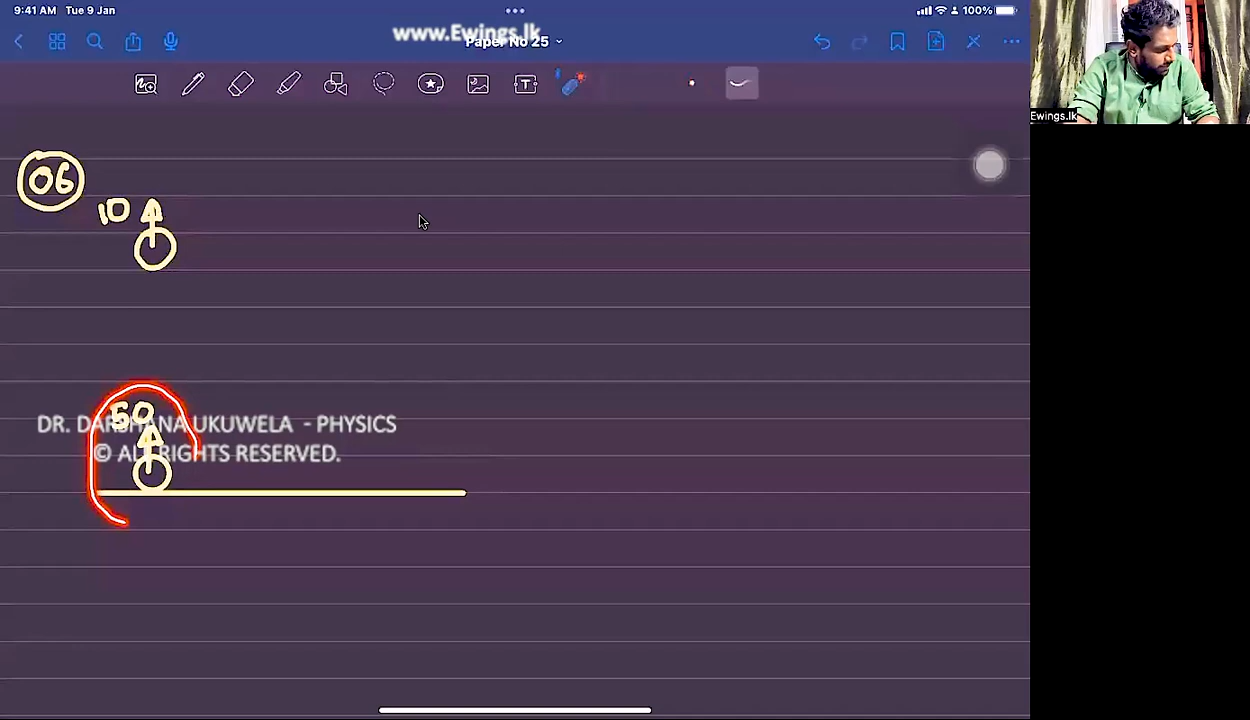 9:41 AM Tue 9 Jan
100%
www.Ewings.lk
Paper No 25
T
Ewings.lk
06
10
50
DR. DARSHANA UKUWELA - PHYSICS
© ALL RIGHTS RESERVED.